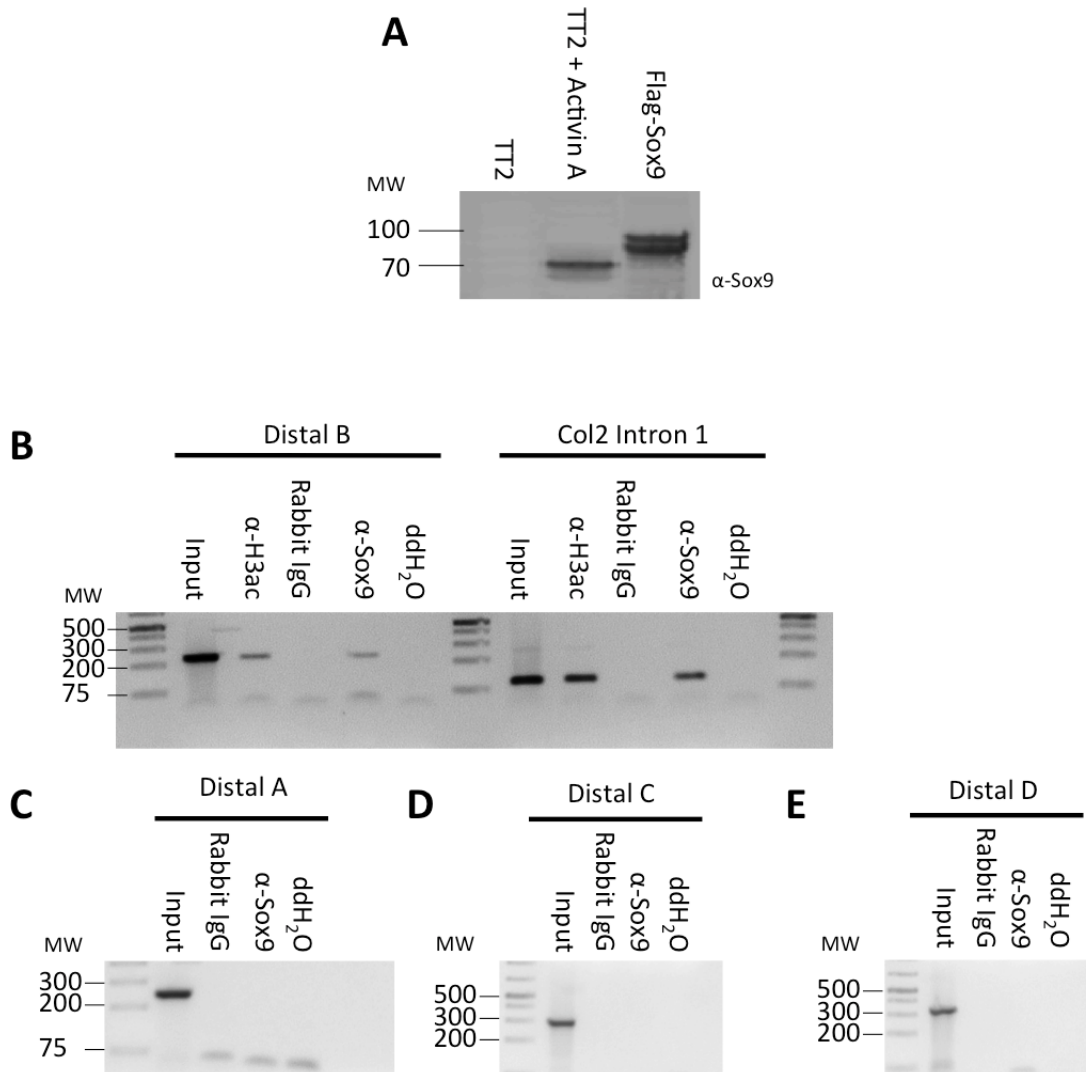 A
TT2
TT2 + Activin A
Flag-Sox9
MW
100
70
α-Sox9
B
Distal B
Col2 Intron 1
Input
α-H3ac
Rabbit IgG
α-Sox9
ddH₂O
Input
α-H3ac
Rabbit IgG
α-Sox9
ddH₂O
MW
500
300
200
75
C
Distal A
Input
Rabbit IgG
α-Sox9
ddH₂O
MW
300
200
75
D
Distal C
Input
Rabbit IgG
α-Sox9
ddH₂O
MW
500
300
200
E
Distal D
Input
Rabbit IgG
α-Sox9
ddH₂O
MW
500
300
200